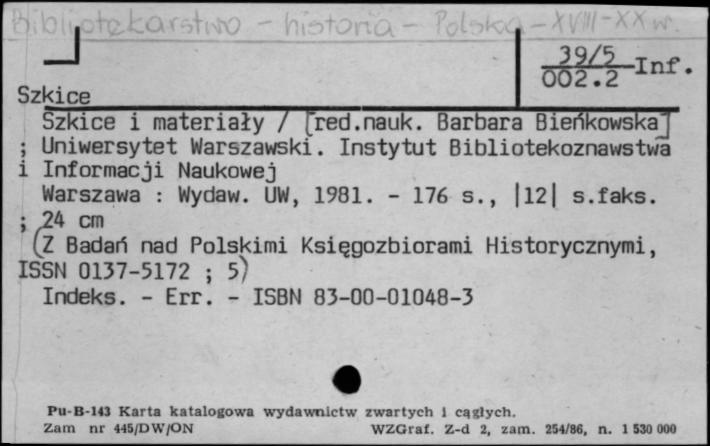 Bibliotekarstwo - historia - Polska - XVIII-XX w.
39/5
002.2 Inf.
Szkice
Szkice i materiały / [red.nauk. Barbara Bieńkowska]
; Uniwersytet Warszawski. Instytut Bibliotekoznawstwa
i Informacji Naukowej
Warszawa : Wydaw. UW, 1981. - 176 s., |12| s.faks.
; 24 cm
(Z Badań nad Polskimi Księgozbiorami Historycznymi,
ISSN 0137-5172 ; 5)
Indeks. - Err. - ISBN 83-00-01048-3
Pu-B-143 Karta katalogowa wydawnictw zwartych i ciągłych.
Zam nr 445/DW/ON WZGraf. Z-d 2, zam. 254/86, n. 1 530 000